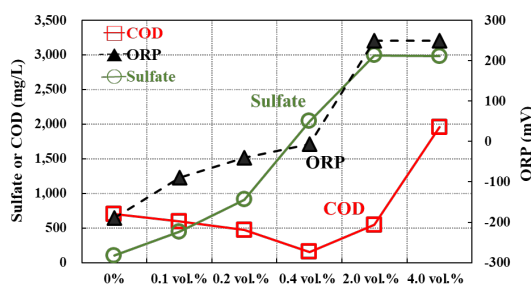 3,500
3,000
2,500
2,000
1,500
1,000
500
0
Sulfate or COD (mg/L)
COD
ORP
Sulfate
Sulfate
ORP
COD
300
200
100
0
-100
-200
-300
ORP (mV)
0% 0.1 vol.% 0.2 vol.% 0.4 vol.% 2.0 vol.% 4.0 vol.%